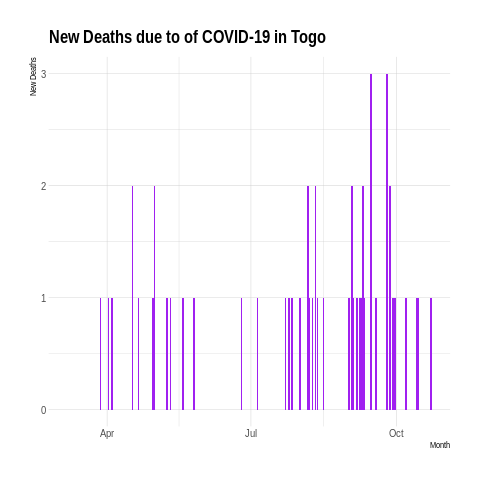 New Deaths due to of COVID-19 in Togo
New Deaths
3
2
1
0
Apr
Jul
Oct
Month